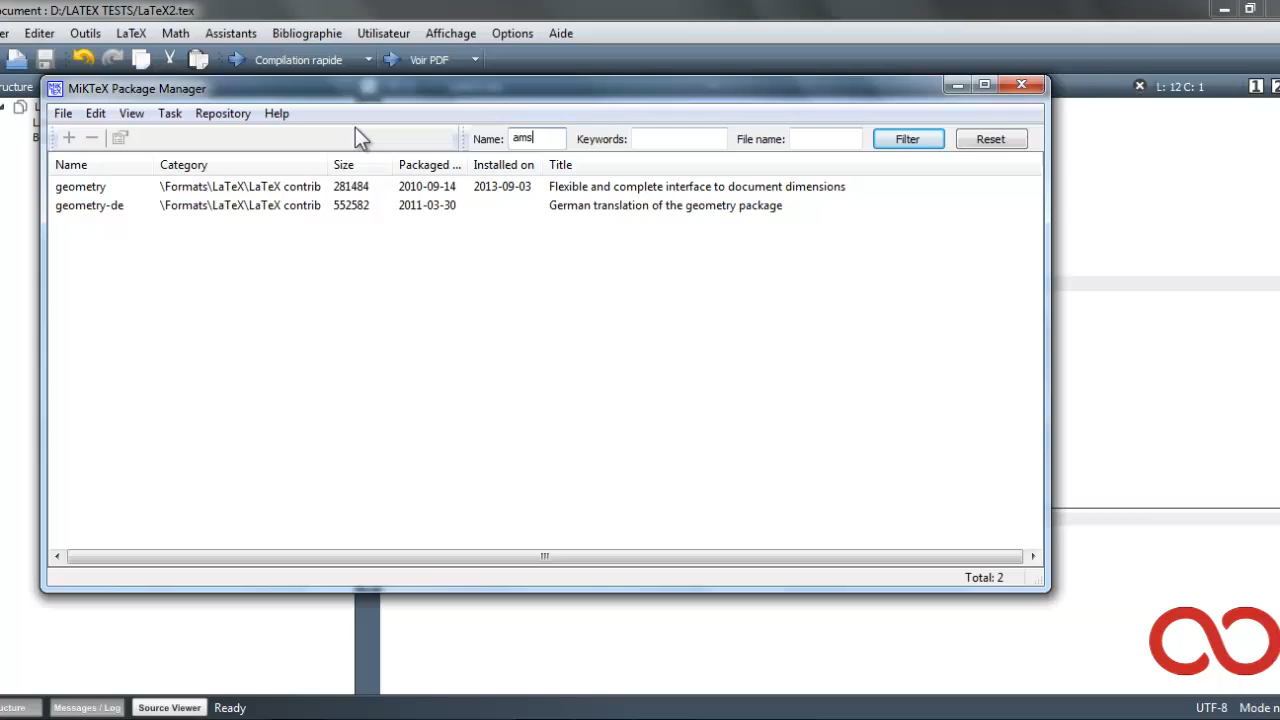 ocument : D:/LATEX TESTS/LaTeX2.tex
er Editer Outils LaTeX Math Assistants Bibliographie Utilisateur Affichage Options Aide
Compilation rapide Voir PDF
ructure L: 12 C: 1 1 2
MiKTeX Package Manager
File Edit View Task Repository Help
Name: ams Keywords: File name: Filter Reset
Name Category Size Packaged ... Installed on Title
geometry \Formats\LaTeX\LaTeX contrib 281484 2010-09-14 2013-09-03 Flexible and complete interface to document dimensions
geometry-de \Formats\LaTeX\LaTeX contrib 552582 2011-03-30 German translation of the geometry package
Total: 2
ucture Messages / Log Source Viewer Ready UTF-8 Mode n